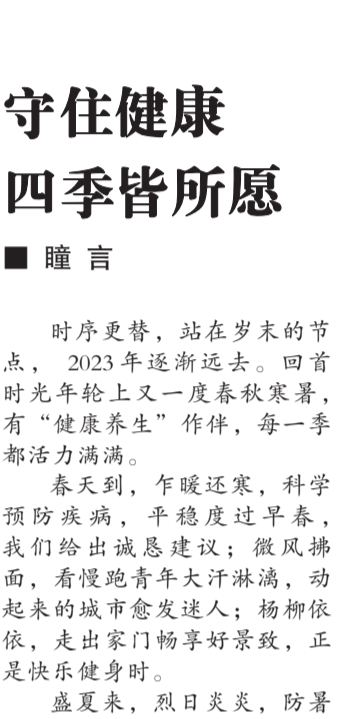 守住健康
四季皆所愿
■ 瞳 言
时序更替，站在岁末的节
点， 2023 年逐渐远去。回首
时光年轮上又一度春秋寒暑，
有“健康养生”作伴，每一季
都活力满满。
春天到，乍暖还寒，科学
预防疾病，平稳度过早春，
我们给出诚恳建议；微风拂
面，看慢跑青年大汗淋漓，动
起来的城市愈发迷人；杨柳依
依，走出家门畅享好景致，正
是快乐健身时。
盛夏来，烈日炎炎，防暑